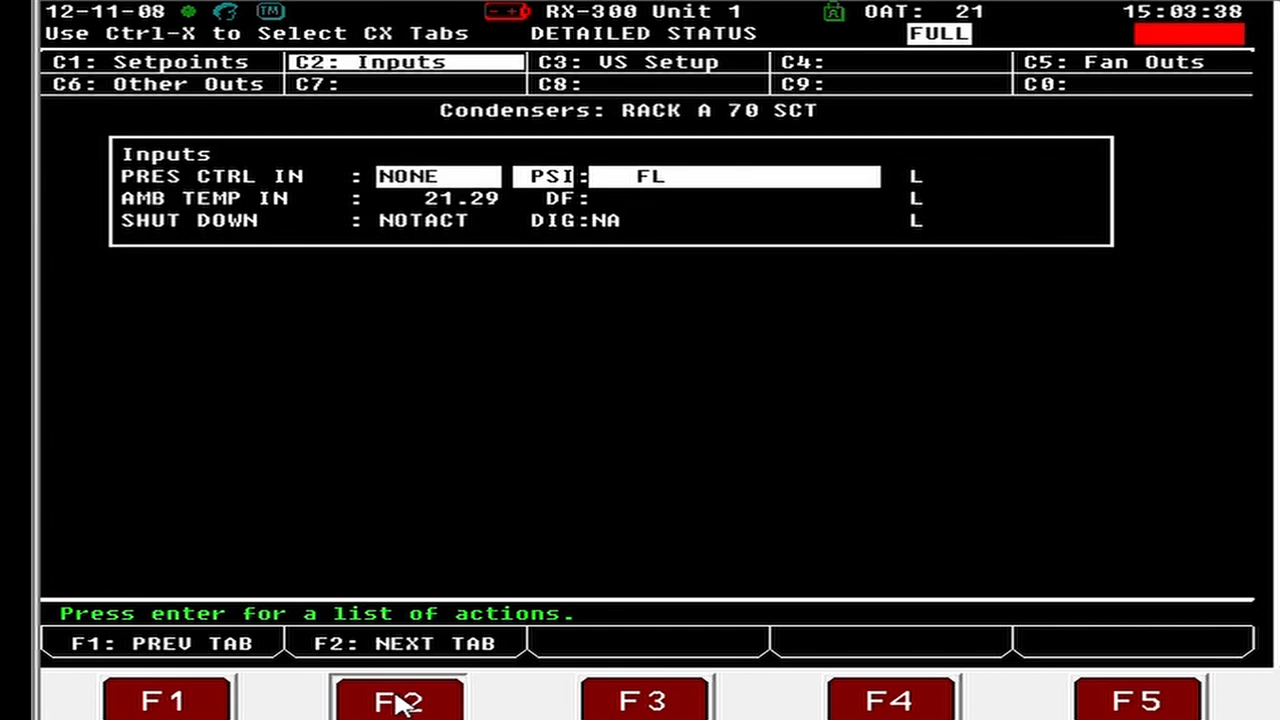 12-11-08 TM - + RX-300 Unit 1 OAT: 21 15:03:38
Use Ctrl-X to Select CX Tabs DETAILED STATUS FULL
C1: Setpoints C2: Inputs C3: VS Setup C4: C5: Fan Outs
C6: Other Outs C7: C8: C9: C0:
Condensers: RACK A 70 SCT
Inputs
PRES CTRL IN : NONE PSI: FL L
AMB TEMP IN : 21.29 DF: L
SHUT DOWN : NOTACT DIG:NA L
Press enter for a list of actions.
F1: PREV TAB F2: NEXT TAB
F1 F2 F3 F4 F5